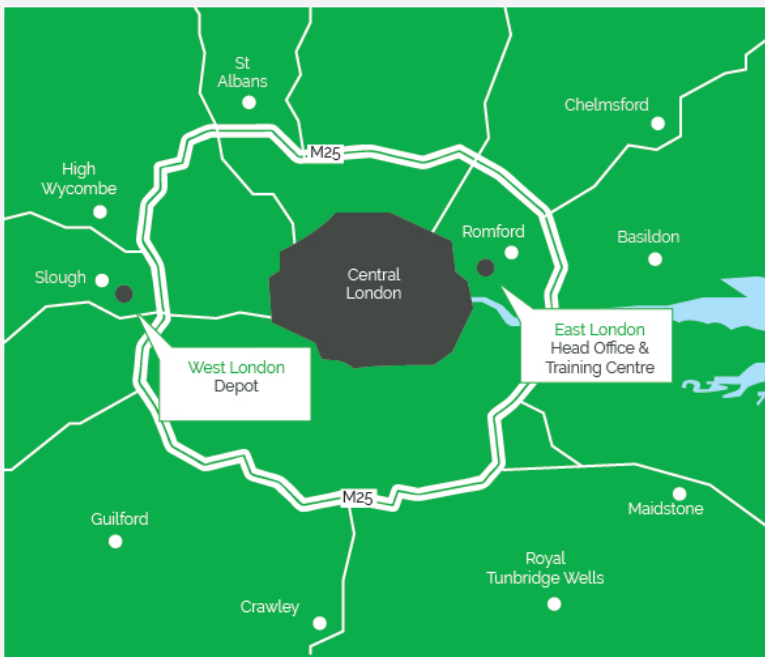 St
Albans
Chelmsford
M25
High
Wycombe
Romford
Basildon
Slough
Central
London
East London
Head Office &
Training Centre
West London
Depot
M25
Maidstone
Guilford
Royal
Tunbridge Wells
Crawley